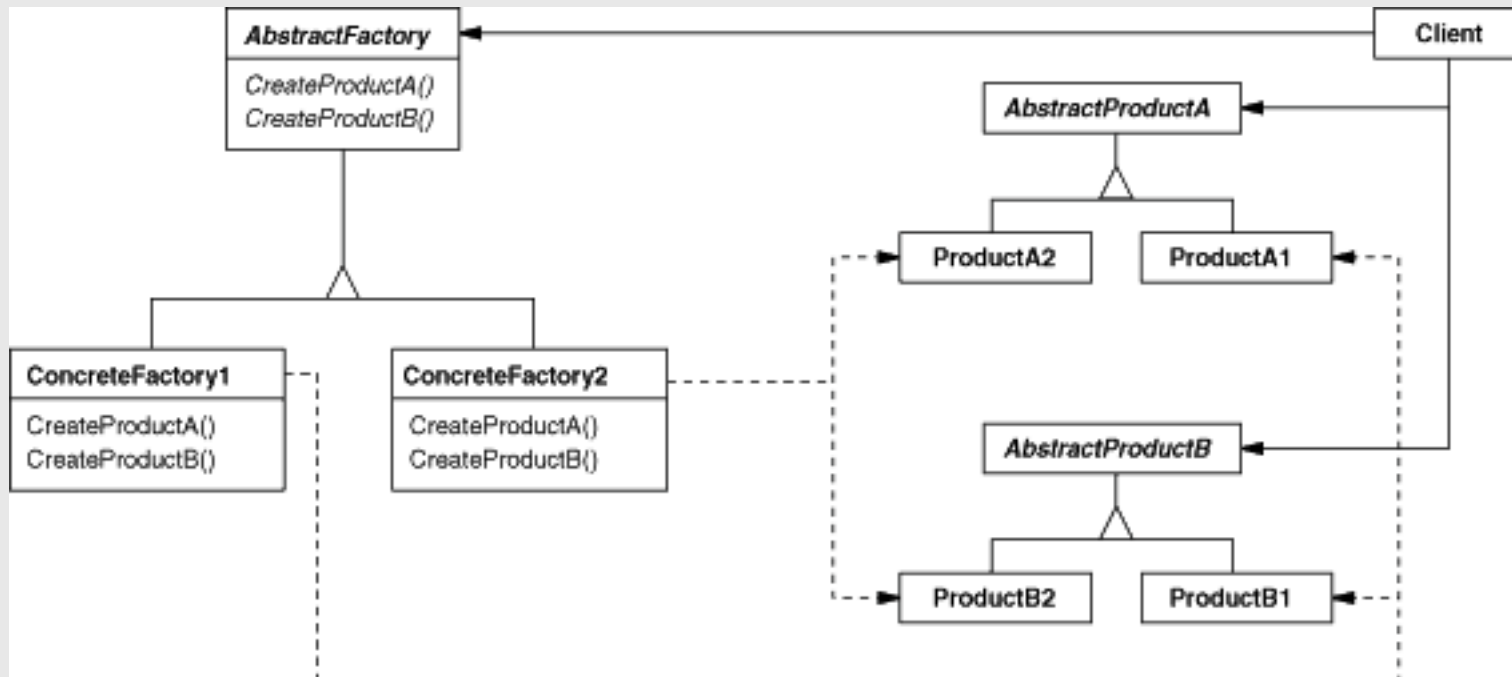 AbstractFactory
CreateProductA()
CreateProductB()
Client
AbstractProductA
ProductA2
ProductA1
ConcreteFactory1
CreateProductA()
CreateProductB()
ConcreteFactory2
CreateProductA()
CreateProductB()
AbstractProductB
ProductB2
ProductB1